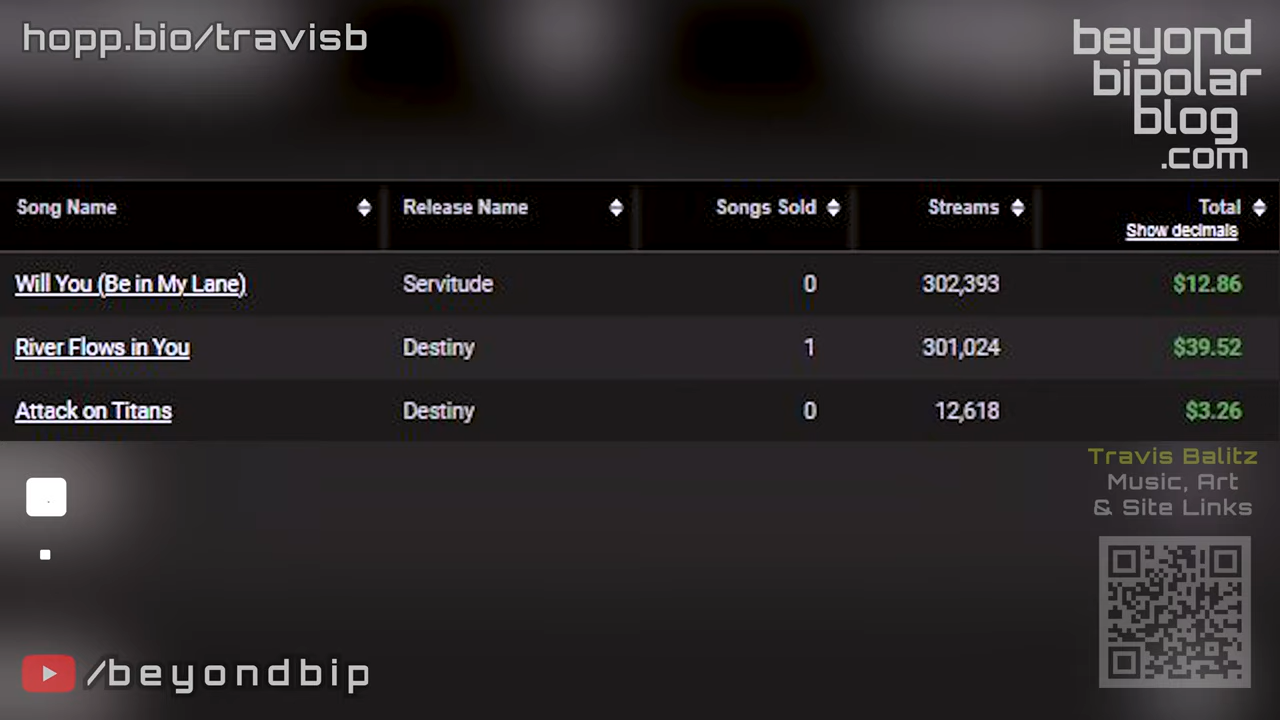 hopp.bio/travisb
beyond
bipolar
blog
.com
Song Name Release Name Songs Sold Streams Total
Show decimals
Will You (Be in My Lane) Servitude 0 302,393 $12.86
River Flows in You Destiny 1 301,024 $39.52
Attack on Titans Destiny 0 12,618 $3.26
Travis Balitz
Music, Art
& Site Links
/beyondbip